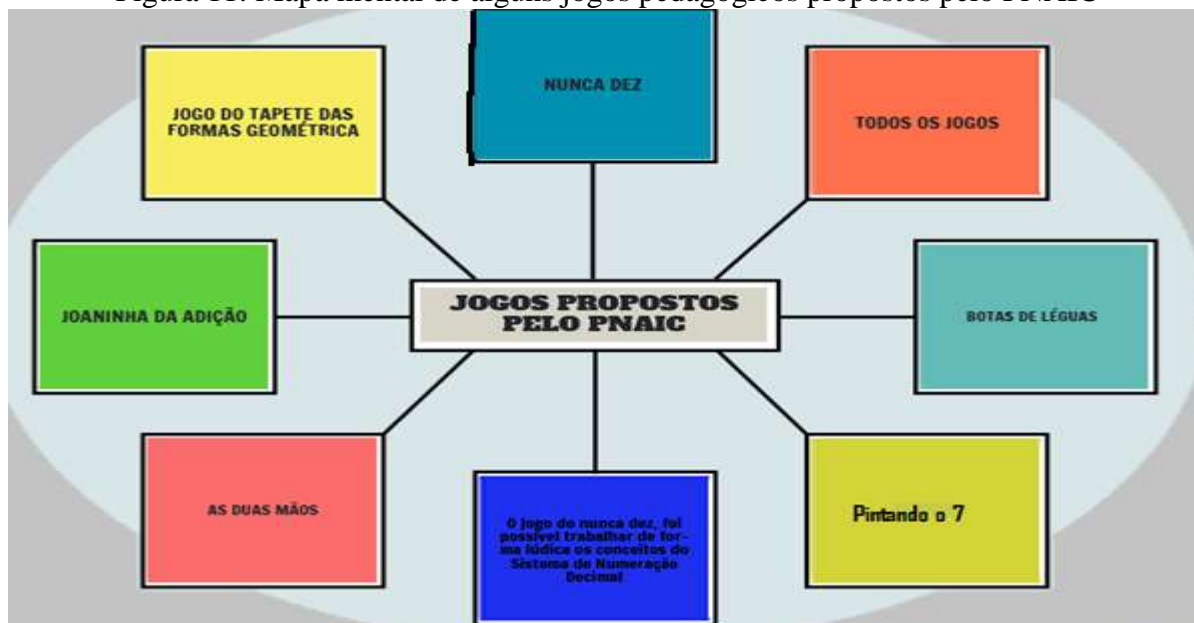 Figura 11: Mapa mental de alguns jogos pedagógicos propostos pelo PNAIC
NUNCA DEZ
JOGO DO TAPETE DAS
FORMAS GEOMÉTRICA
TODOS OS JOGOS
JOANINHA DA ADIÇÃO
JOGOS PROPOSTOS
PELO PNAIC
BOTAS DE LÉGUAS
AS DUAS MÃOS
O jogo do nunca dez, foi
possível trabalhar de for-
ma lúdica os conceitos do
Sistema de Numeração
Decimal
Pintando o 7